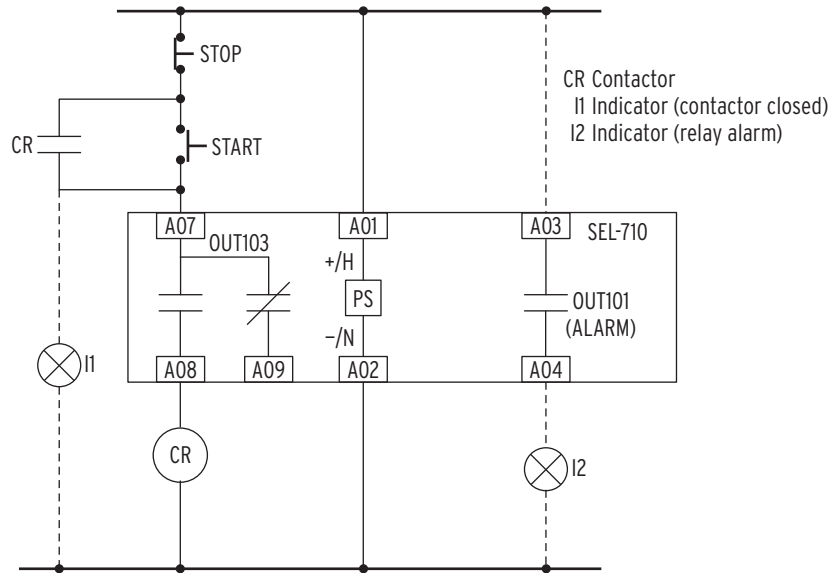 STOP
CR Contactor
I1 Indicator (contactor closed)
I2 Indicator (relay alarm)
CR
START
A07
A01
A03
SEL-710
OUT103
+/H
PS
OUT101
(ALARM)
–/N
I1
A08
A09
A02
A04
CR
I2